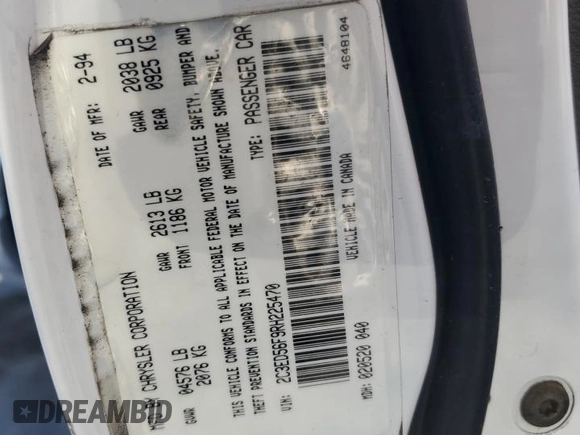 MFD BY CHRYSLER CORPORATION DATE OF MFR: 2-94
GVWR 04576 LB GAWR 2613 LB GAWR 2038 LB
2076 KG FRONT 1186 KG REAR 0925 KG
THIS VEHICLE CONFORMS TO ALL APPLICABLE FEDERAL MOTOR VEHICLE SAFETY, BUMPER AND
THEFT PREVENTION STANDARDS IN EFFECT ON THE DATE OF MANUFACTURE SHOWN ABOVE.
2C3ED56F9RH225470 TYPE: PASSENGER CAR
VEHICLE MADE IN CANADA
MDH: 020520 040 4648104
DREAMBID